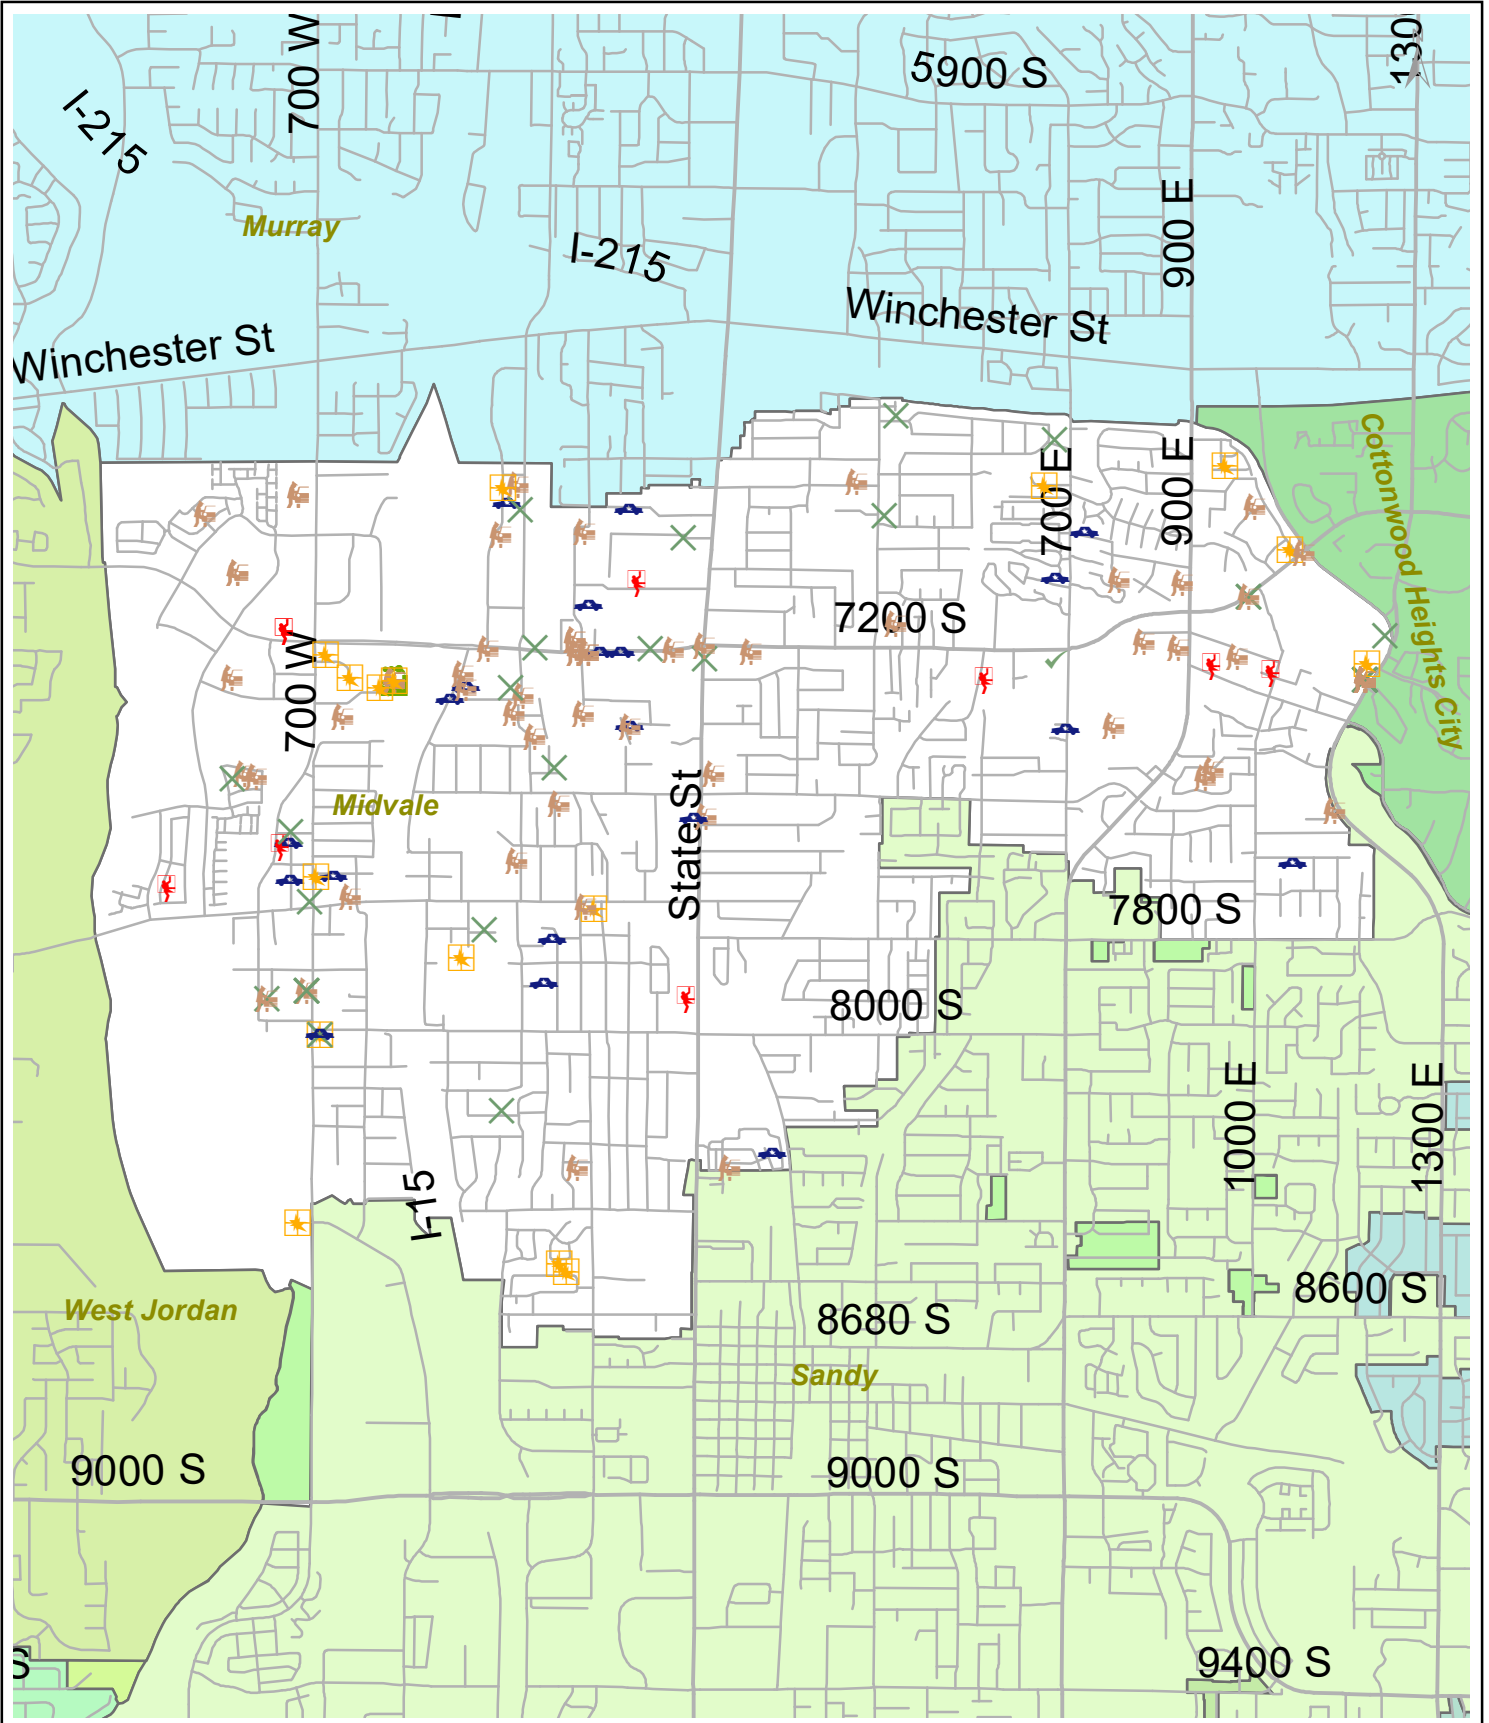 700 W
130
5900 S
I-215
900 E
Murray
I-215
Winchester St
Winchester St
Cottonwood Heights City
900 E
700 E
7200 S
700 W
Midvale
State St
7800 S
8000 S
1000 E
1300 E
I-15
8600 S
West Jordan
8680 S
Sandy
9000 S
9000 S
9400 S
S